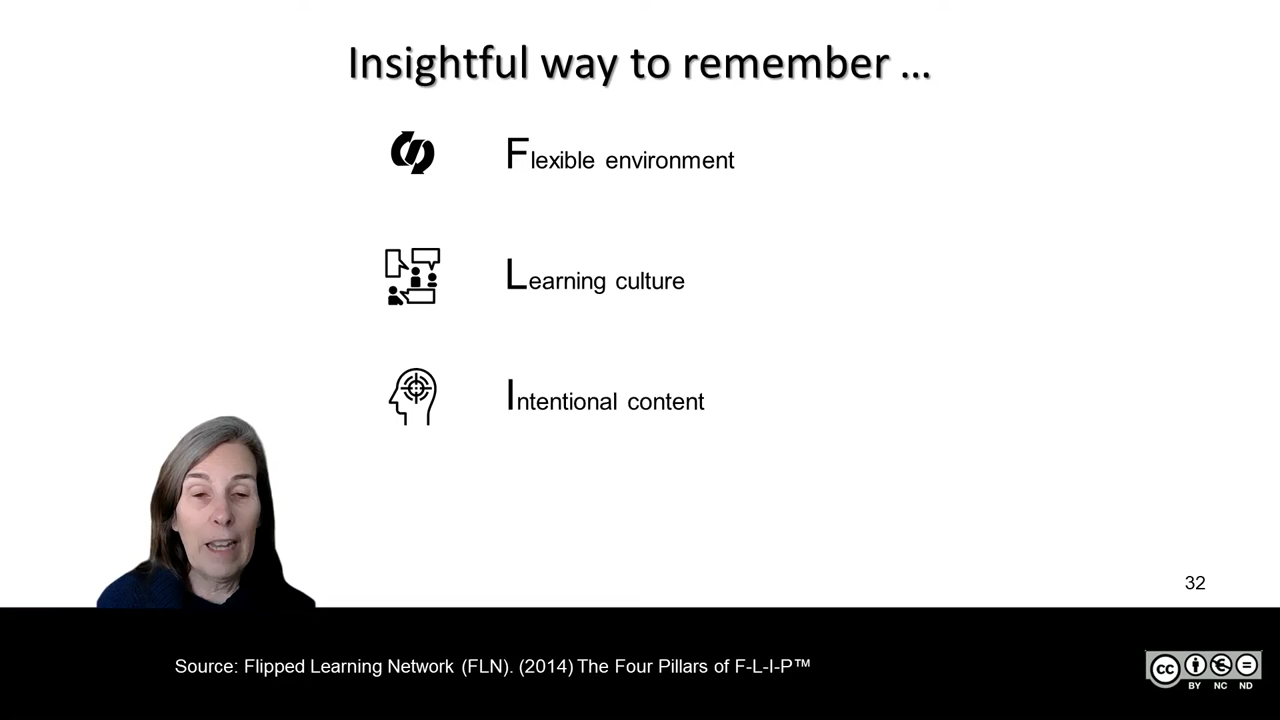 Insightful way to remember …
Flexible environment
Learning culture
Intentional content
32
Source: Flipped Learning Network (FLN). (2014) The Four Pillars of F-L-I-P™
cc
BY NC ND